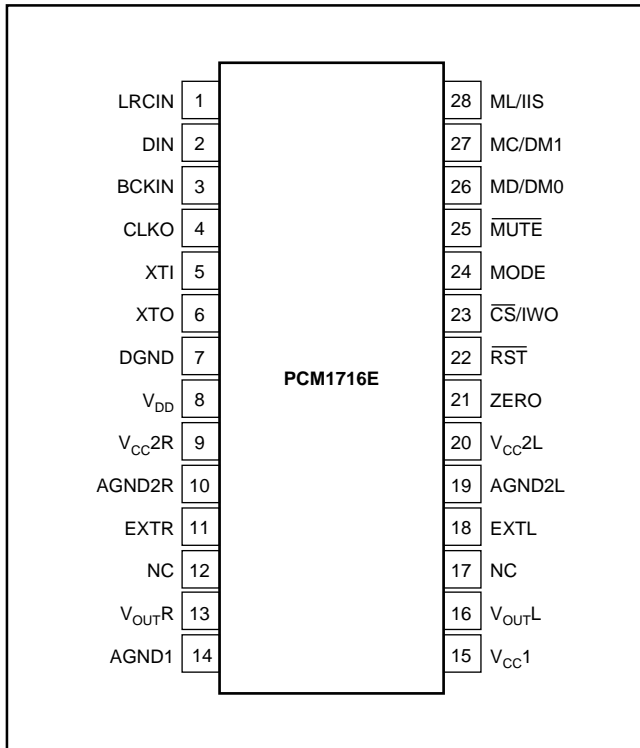 LRCIN 1 28 ML/IIS
DIN 2 27 MC/DM1
BCKIN 3 26 MD/DM0
CLKO 4 25 M̅U̅T̅E̅
XTI 5 24 MODE
XTO 6 23 C̅S̅/IWO
DGND 7 22 R̅S̅T̅
PCM1716E
VDD 8 21 ZERO
VCC2R 9 20 VCC2L
AGND2R 10 19 AGND2L
EXTR 11 18 EXTL
NC 12 17 NC
VOUTR 13 16 VOUTL
AGND1 14 15 VCC1